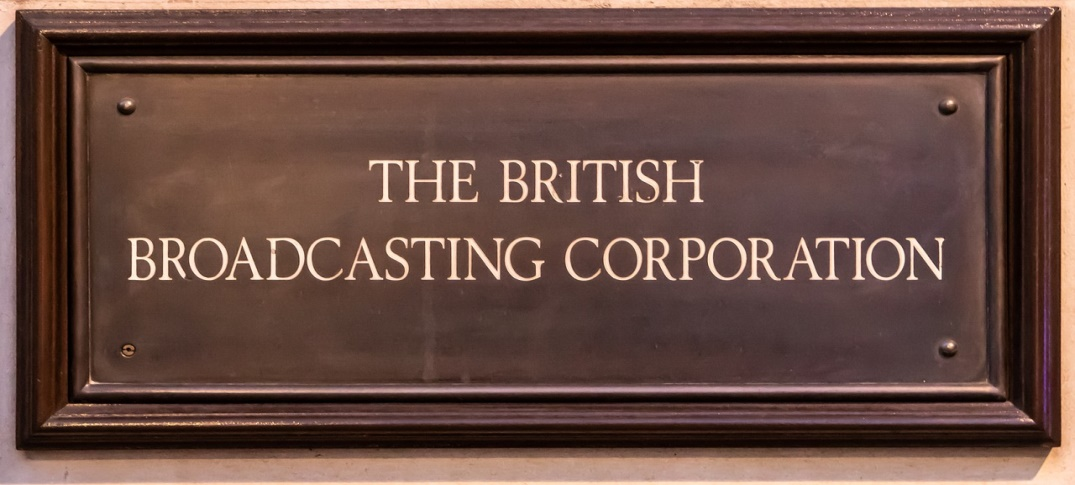 THE BRITISH
BROADCASTING CORPORATION